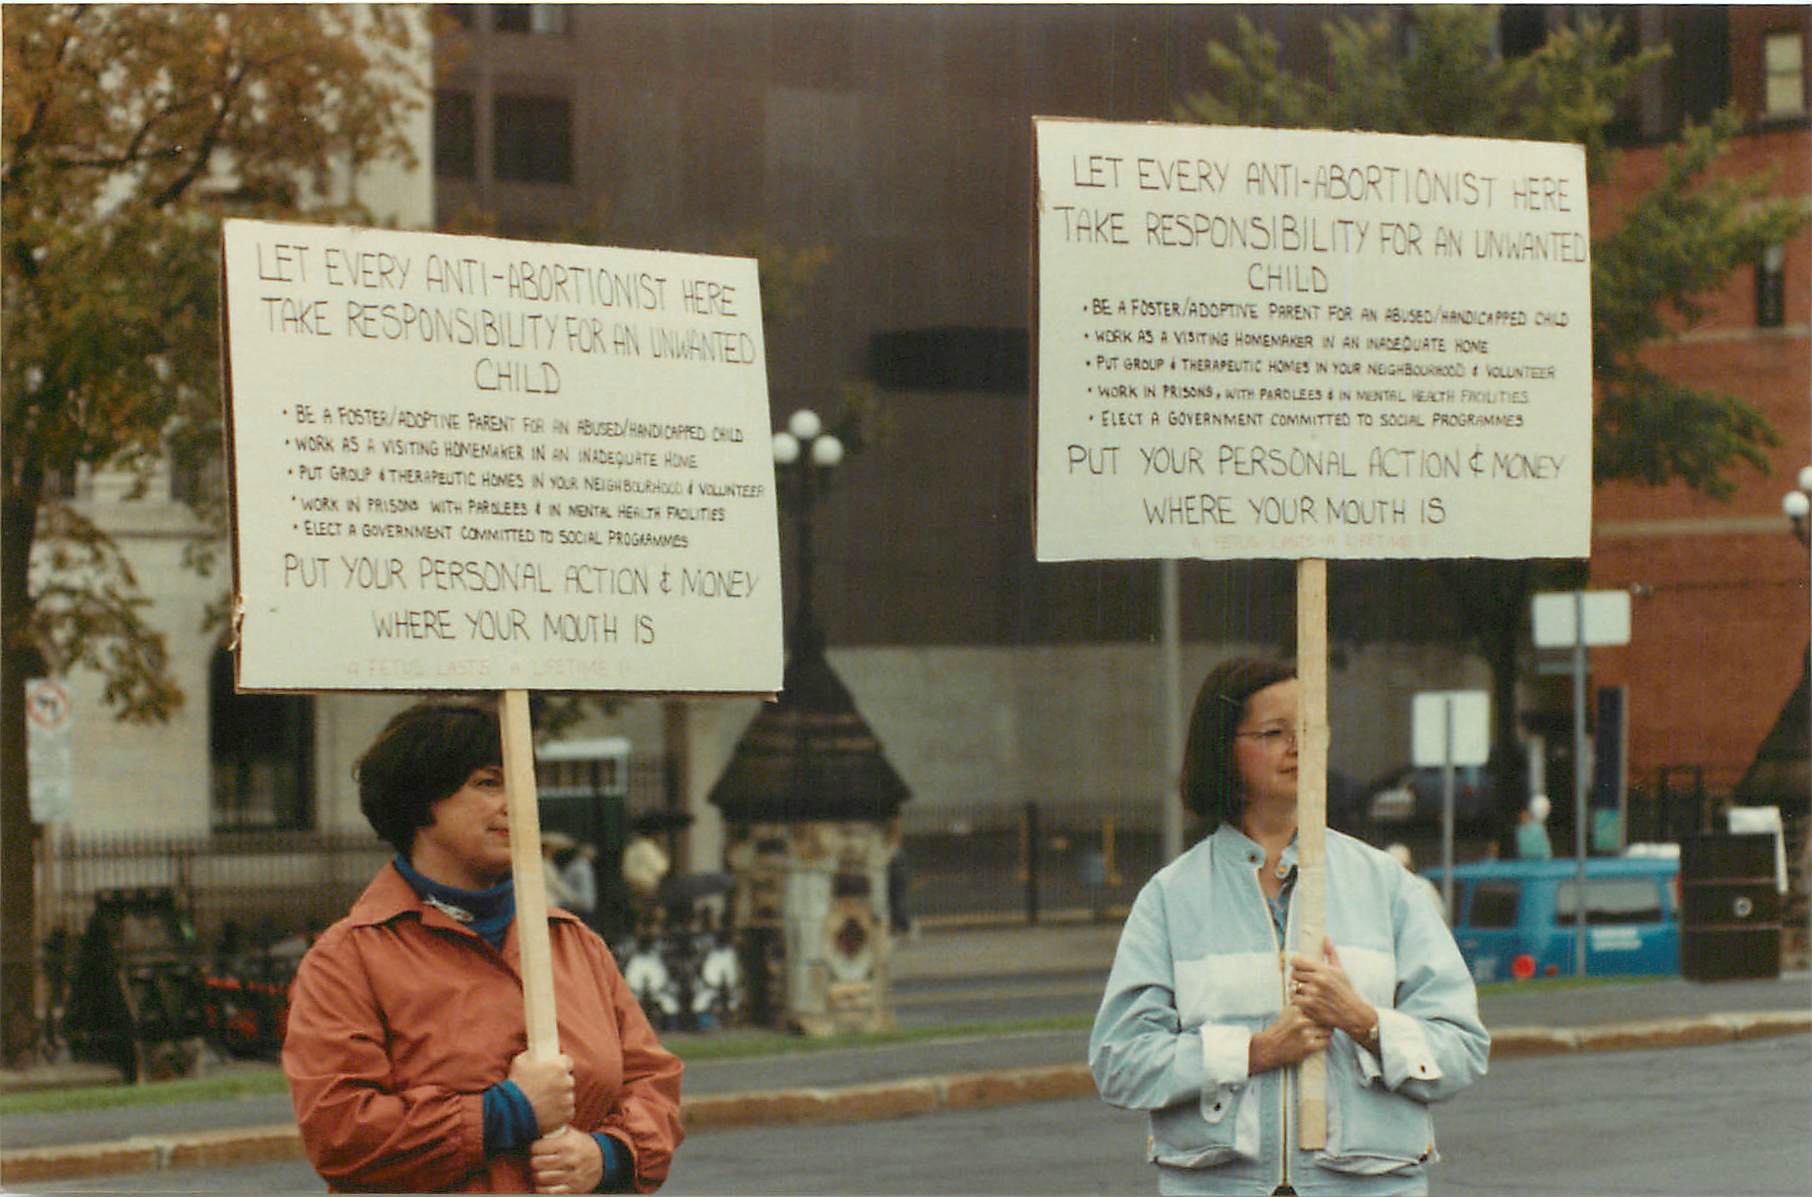 LET EVERY ANTI-ABORTIONIST HERE
TAKE RESPONSIBILITY FOR AN UNWANTED
CHILD
• BE A FOSTER/ADOPTIVE PARENT FOR AN ABUSED/HANDICAPPED CHILD
• WORK AS A VISITING HOMEMAKER IN AN INADEQUATE HOME
• PUT GROUP & THERAPEUTIC HOMES IN YOUR NEIGHBOURHOOD & VOLUNTEER
• WORK IN PRISONS WITH PAROLEES & IN MENTAL HEALTH FACILITIES
• ELECT A GOVERNMENT COMMITTED TO SOCIAL PROGRAMMES
PUT YOUR PERSONAL ACTION & MONEY
WHERE YOUR MOUTH IS
A FETUS LASTS A LIFETIME !!
LET EVERY ANTI-ABORTIONIST HERE
TAKE RESPONSIBILITY FOR AN UNWANTED
CHILD
• BE A FOSTER/ADOPTIVE PARENT FOR AN ABUSED/HANDICAPPED CHILD
• WORK AS A VISITING HOMEMAKER IN AN INADEQUATE HOME
• PUT GROUP & THERAPEUTIC HOMES IN YOUR NEIGHBOURHOOD & VOLUNTEER
• WORK IN PRISONS, WITH PAROLEES & IN MENTAL HEALTH FACILITIES
• ELECT A GOVERNMENT COMMITTED TO SOCIAL PROGRAMMES
PUT YOUR PERSONAL ACTION & MONEY
WHERE YOUR MOUTH IS
A FETUS LASTS A LIFETIME !!